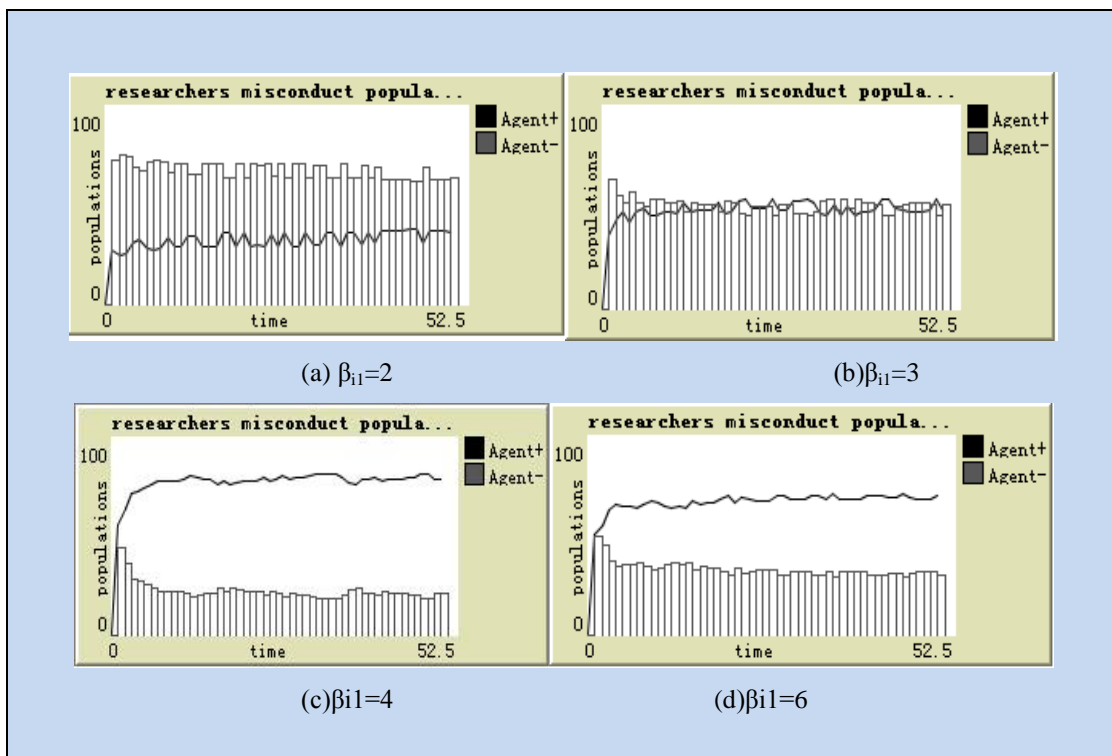 researchers misconduct popula...
100
populations
0
0
time
52.5
Agent+
Agent-
researchers misconduct popula...
100
populations
0
0
time
52.5
Agent+
Agent-
(a) βi1=2
(b)βi1=3
researchers misconduct popula...
100
populations
0
0
time
52.5
Agent+
Agent-
researchers misconduct popula...
100
populations
0
0
time
52.5
Agent+
Agent-
(c)βi1=4
(d)βi1=6